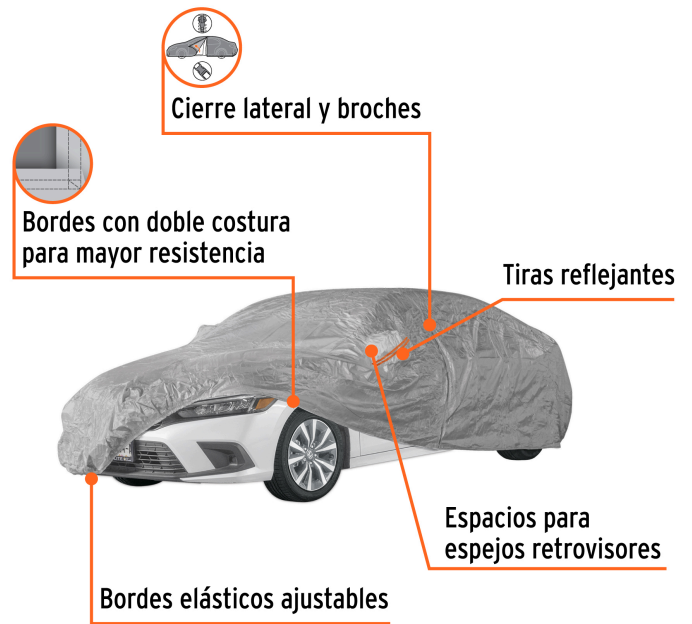 Cierre lateral y broches
Bordes con doble costura
para mayor resistencia
Tiras reflejantes
Espacios para
espejos retrovisores
Bordes elásticos ajustables